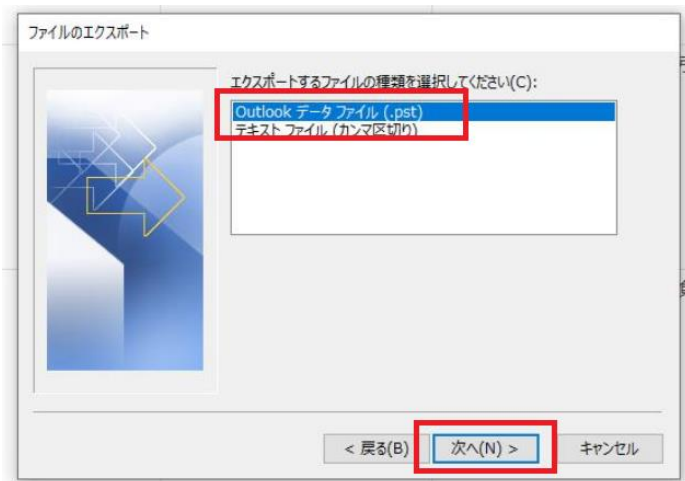 ファイルのエクスポート
エクスポートするファイルの種類を選択してください(C):
Outlook データ ファイル (.pst)
テキスト ファイル (カンマ区切り)
< 戻る(B)
次へ(N) >
キャンセル